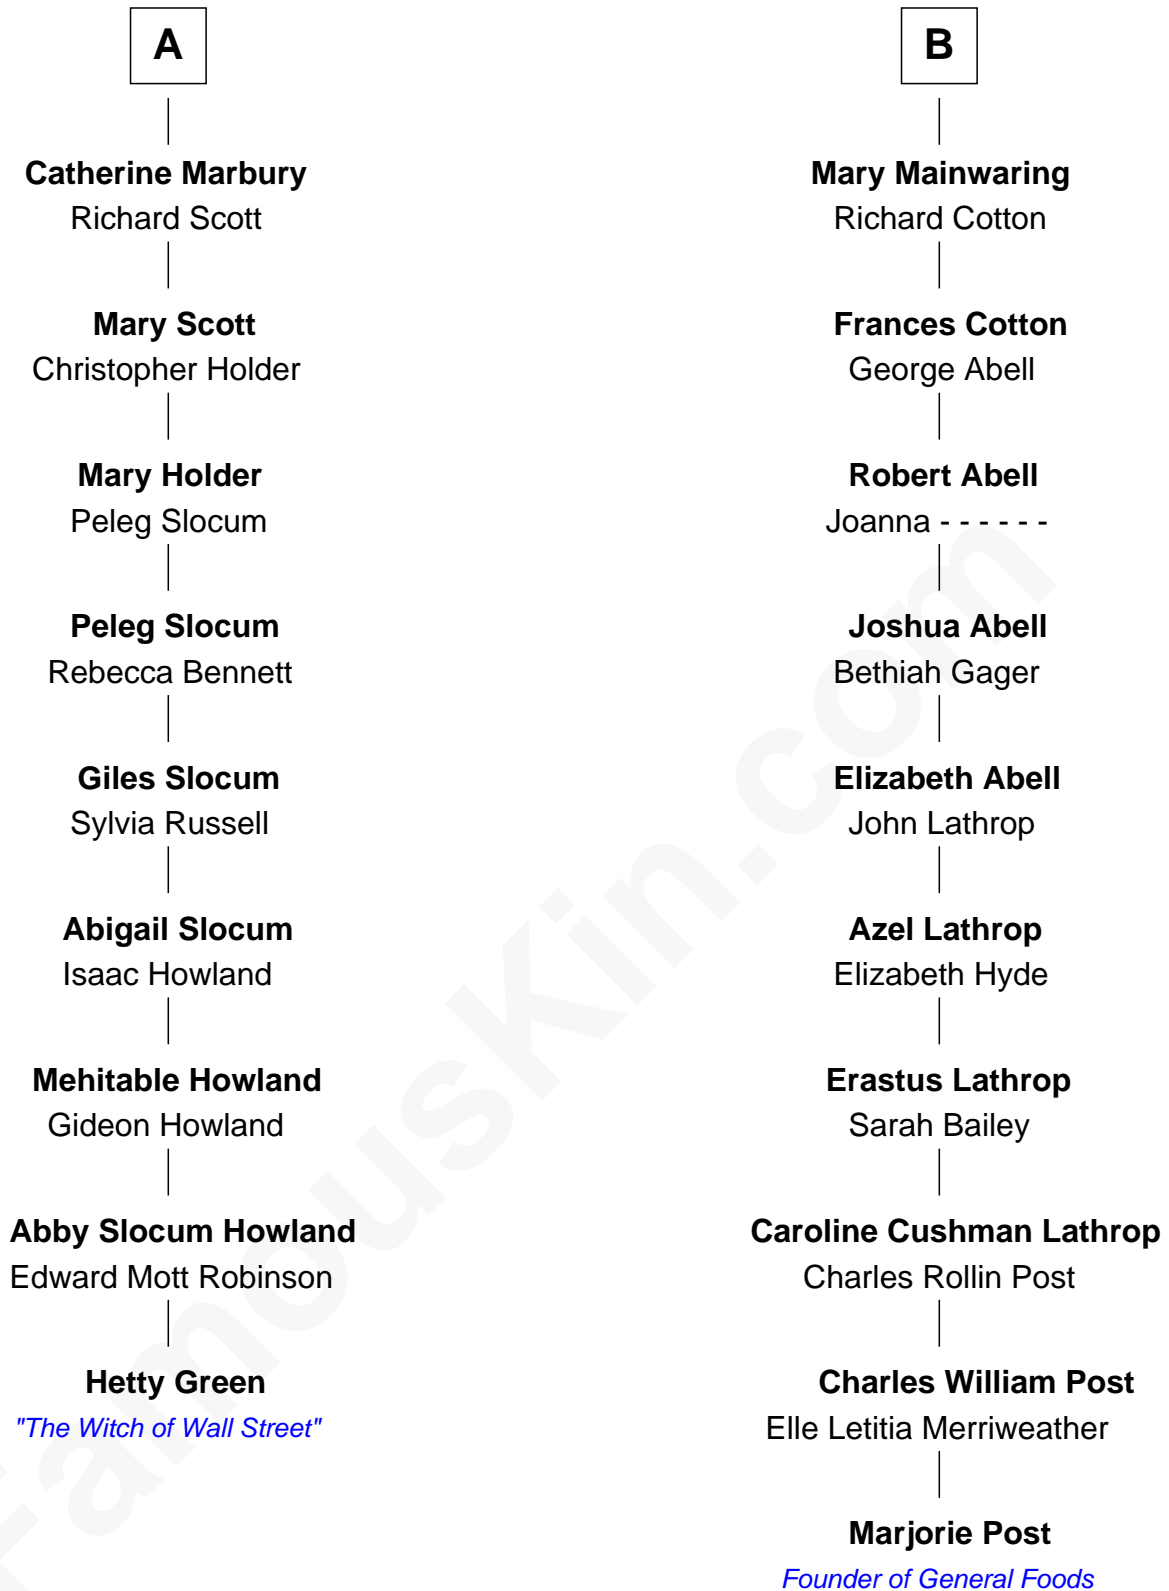 A
Catherine Marbury
Richard Scott
Mary Scott
Christopher Holder
Mary Holder
Peleg Slocum
Peleg Slocum
Rebecca Bennett
Giles Slocum
Sylvia Russell
Abigail Slocum
Isaac Howland
Mehitable Howland
Gideon Howland
Abby Slocum Howland
Edward Mott Robinson
Hetty Green
"The Witch of Wall Street"
B
Mary Mainwaring
Richard Cotton
Frances Cotton
George Abell
Robert Abell
Joanna - - - - - -
Joshua Abell
Bethiah Gager
Elizabeth Abell
John Lathrop
Azel Lathrop
Elizabeth Hyde
Erastus Lathrop
Sarah Bailey
Caroline Cushman Lathrop
Charles Rollin Post
Charles William Post
Elle Letitia Merriweather
Marjorie Post
Founder of General Foods
FamousKin.com